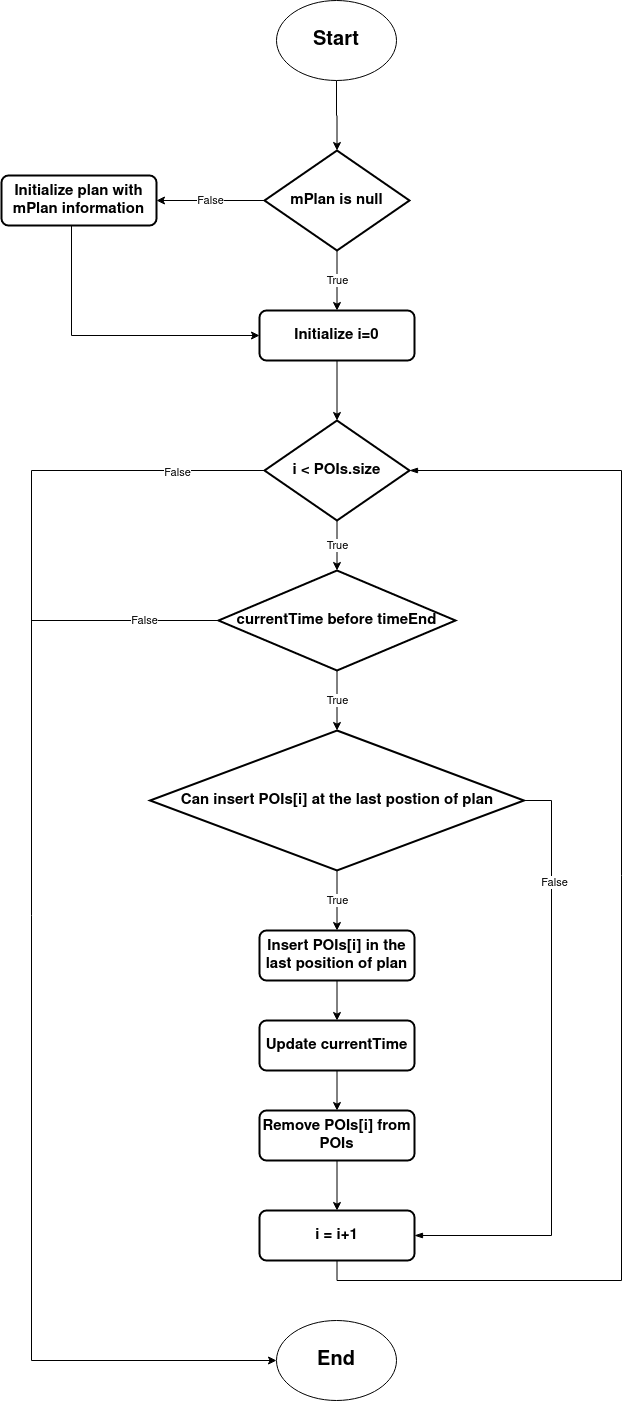 Start
mPlan is null
False
Initialize plan with
mPlan information
True
Initialize i=0
i < POIs.size
False
True
currentTime before timeEnd
False
True
Can insert POIs[i] at the last postion of plan
False
True
Insert POIs[i] in the
last position of plan
Update currentTime
Remove POIs[i] from
POIs
i = i+1
End